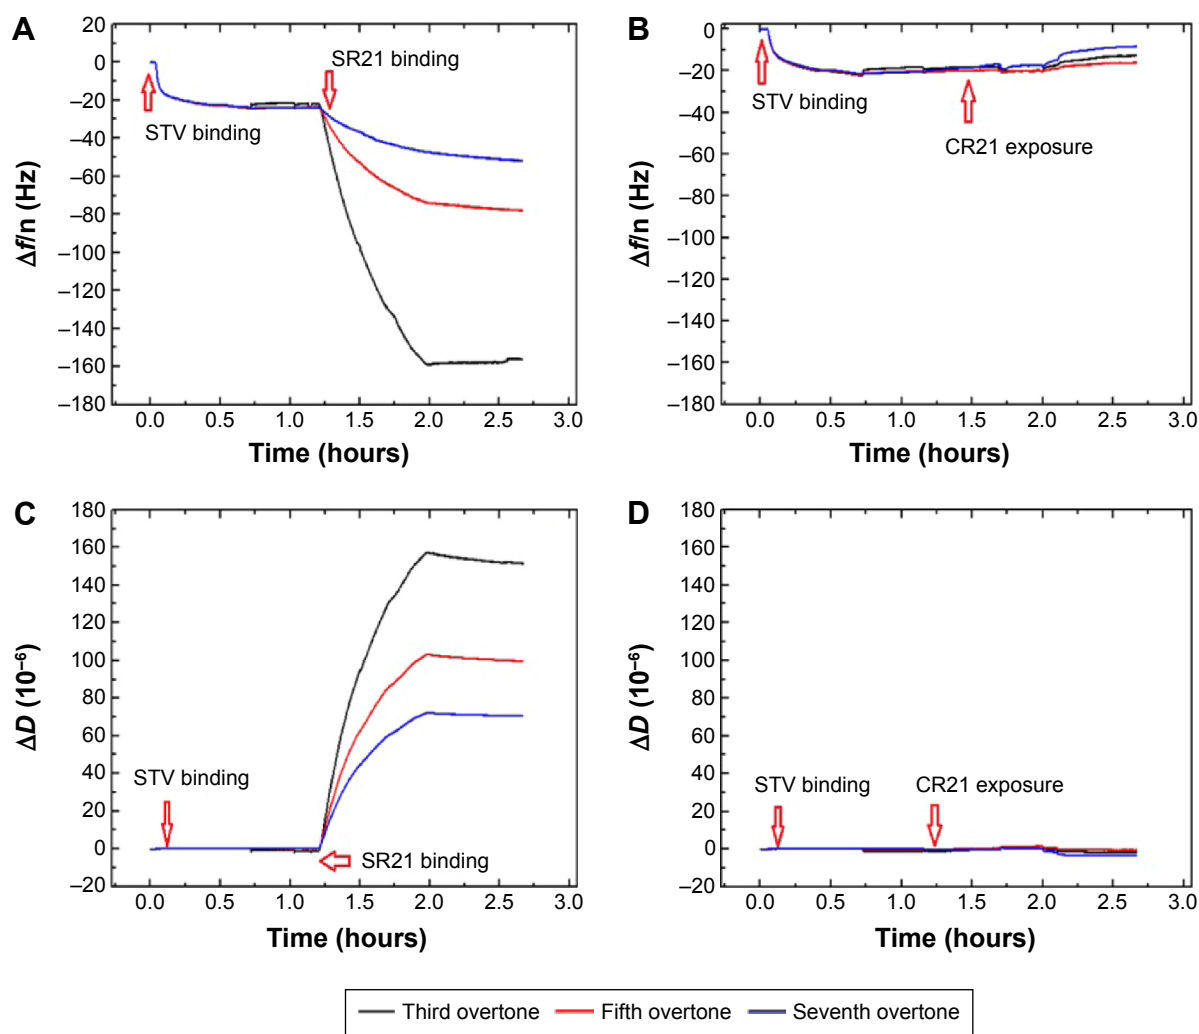 A
20
0
–20
–40
–60
–80
–100
–120
–140
–160
–180
Δf/n (Hz)
STV binding
SR21 binding
0.0 0.5 1.0 1.5 2.0 2.5 3.0
Time (hours)
B
0
–20
–40
–60
–80
–100
–120
–140
–160
–180
Δf/n (Hz)
STV binding
CR21 exposure
0.0 0.5 1.0 1.5 2.0 2.5 3.0
Time (hours)
C
180
160
140
120
100
80
60
40
20
0
–20
ΔD (10⁻⁶)
STV binding
SR21 binding
0.0 0.5 1.0 1.5 2.0 2.5 3.0
Time (hours)
D
180
160
140
120
100
80
60
40
20
0
–20
ΔD (10⁻⁶)
STV binding
CR21 exposure
0.0 0.5 1.0 1.5 2.0 2.5 3.0
Time (hours)
Third overtone Fifth overtone Seventh overtone